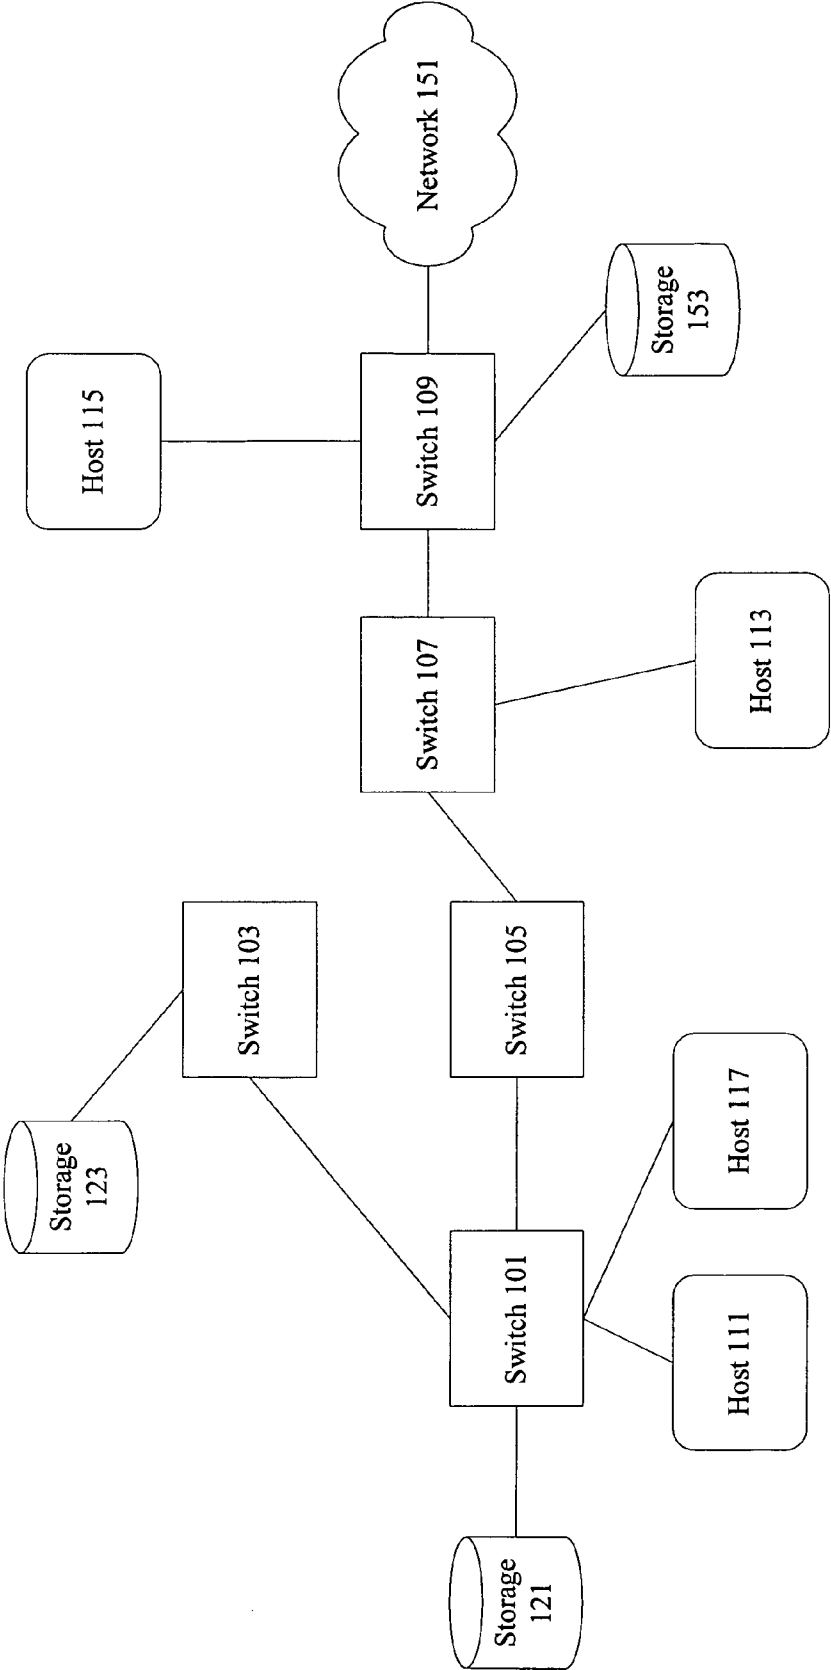 Storage
123
Switch 103
Host 115
Storage
121
Switch 101
Switch 105
Switch 107
Switch 109
Network 151
Host 111
Host 117
Host 113
Storage
153